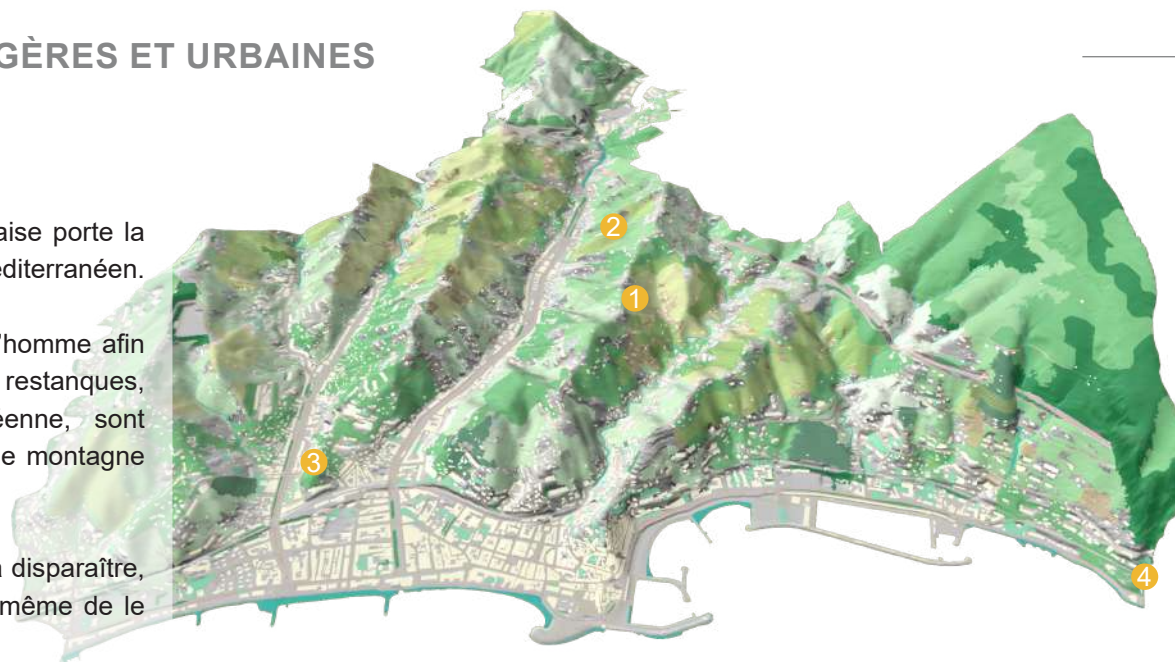 GÈRES ET URBAINES
aise porte la
éditerranéen.
'homme afin
restanques,
éenne, sont
e montagne
disparaître,
même de le
2
1
3
4